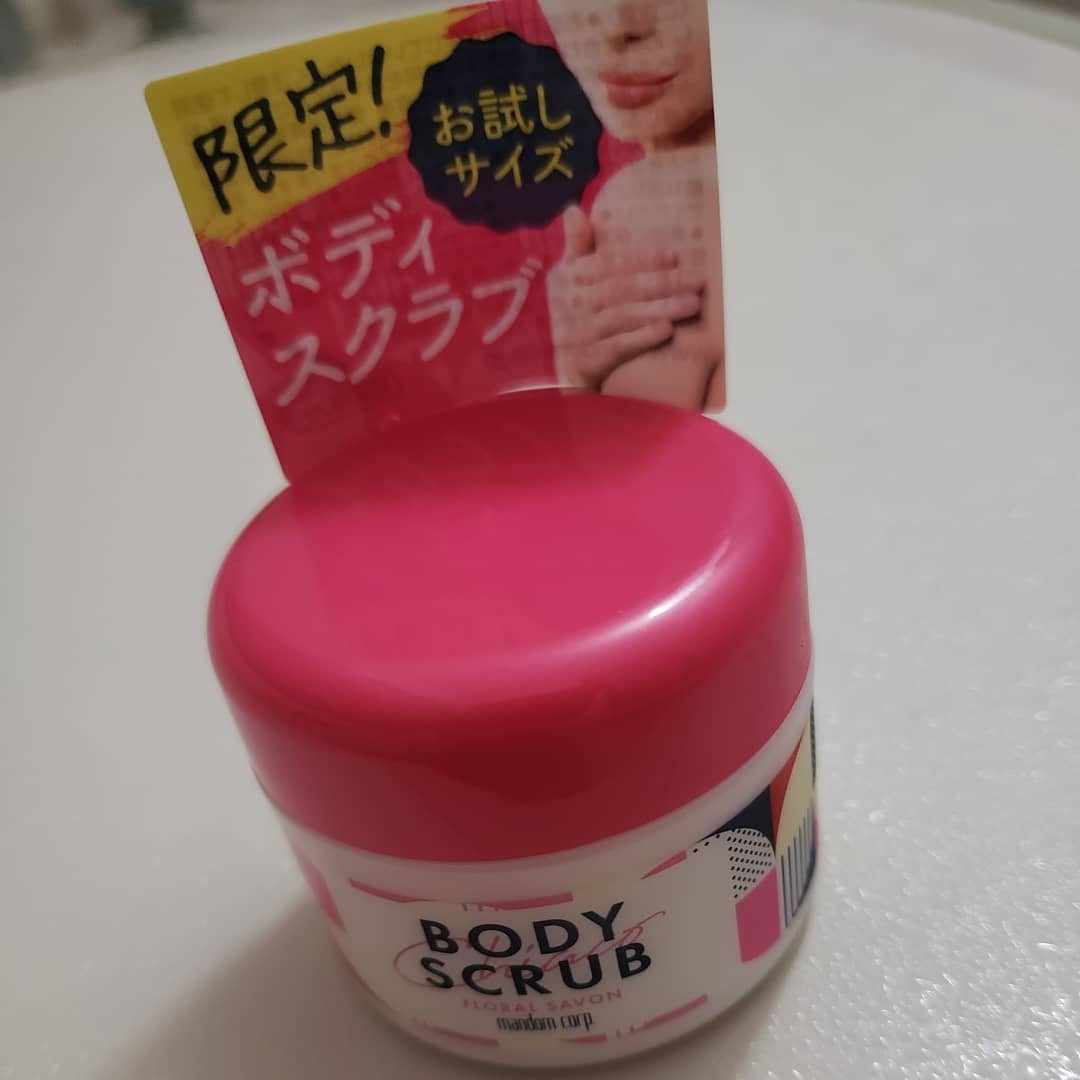 限定!
お試し
サイズ
ボディ
スクラブ
BODY
SCRUB
FLORAL SAVON
mandom corp.